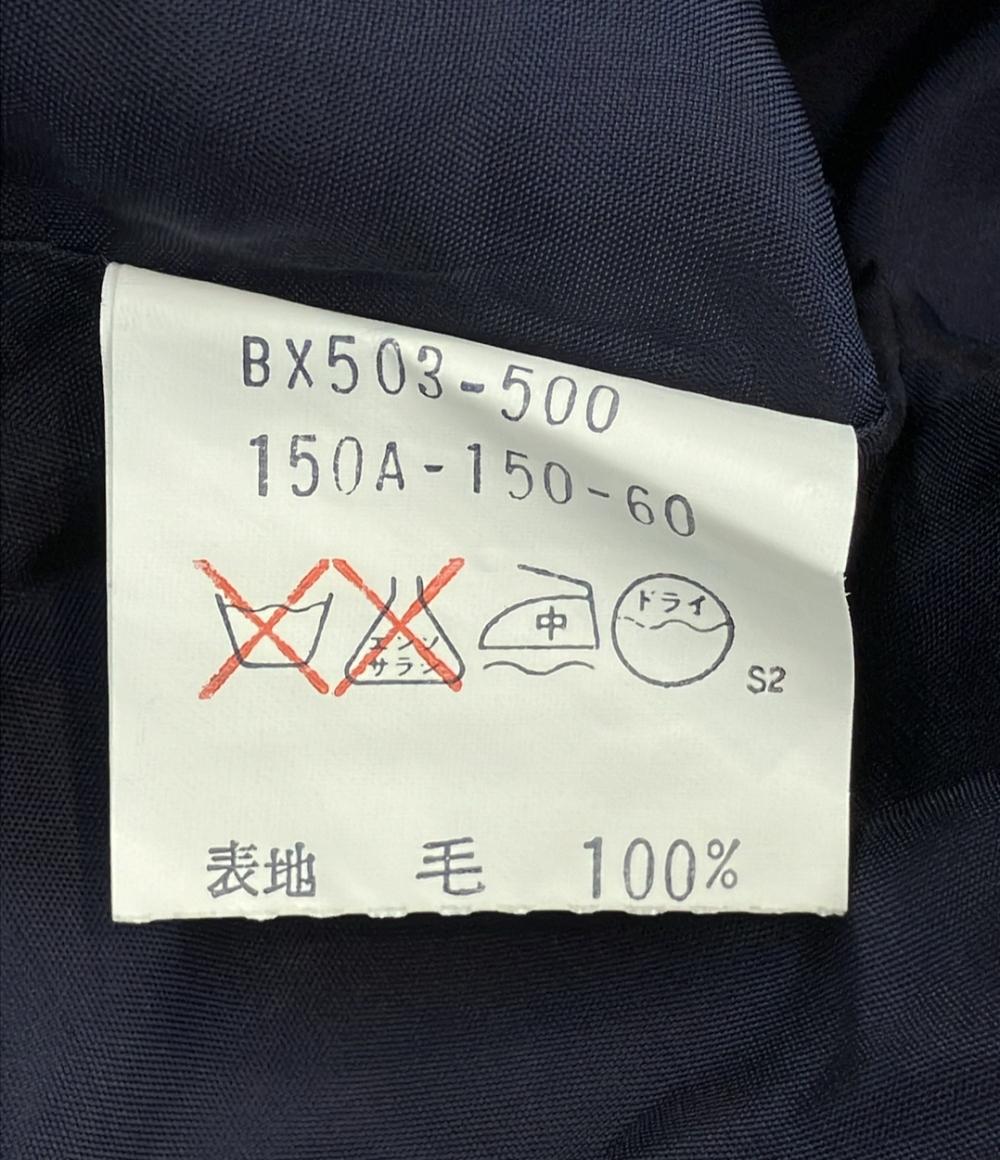 BX503-500
150A-150-60
エンソ
サラシ
中
ドライ
S2
表地 毛 100%